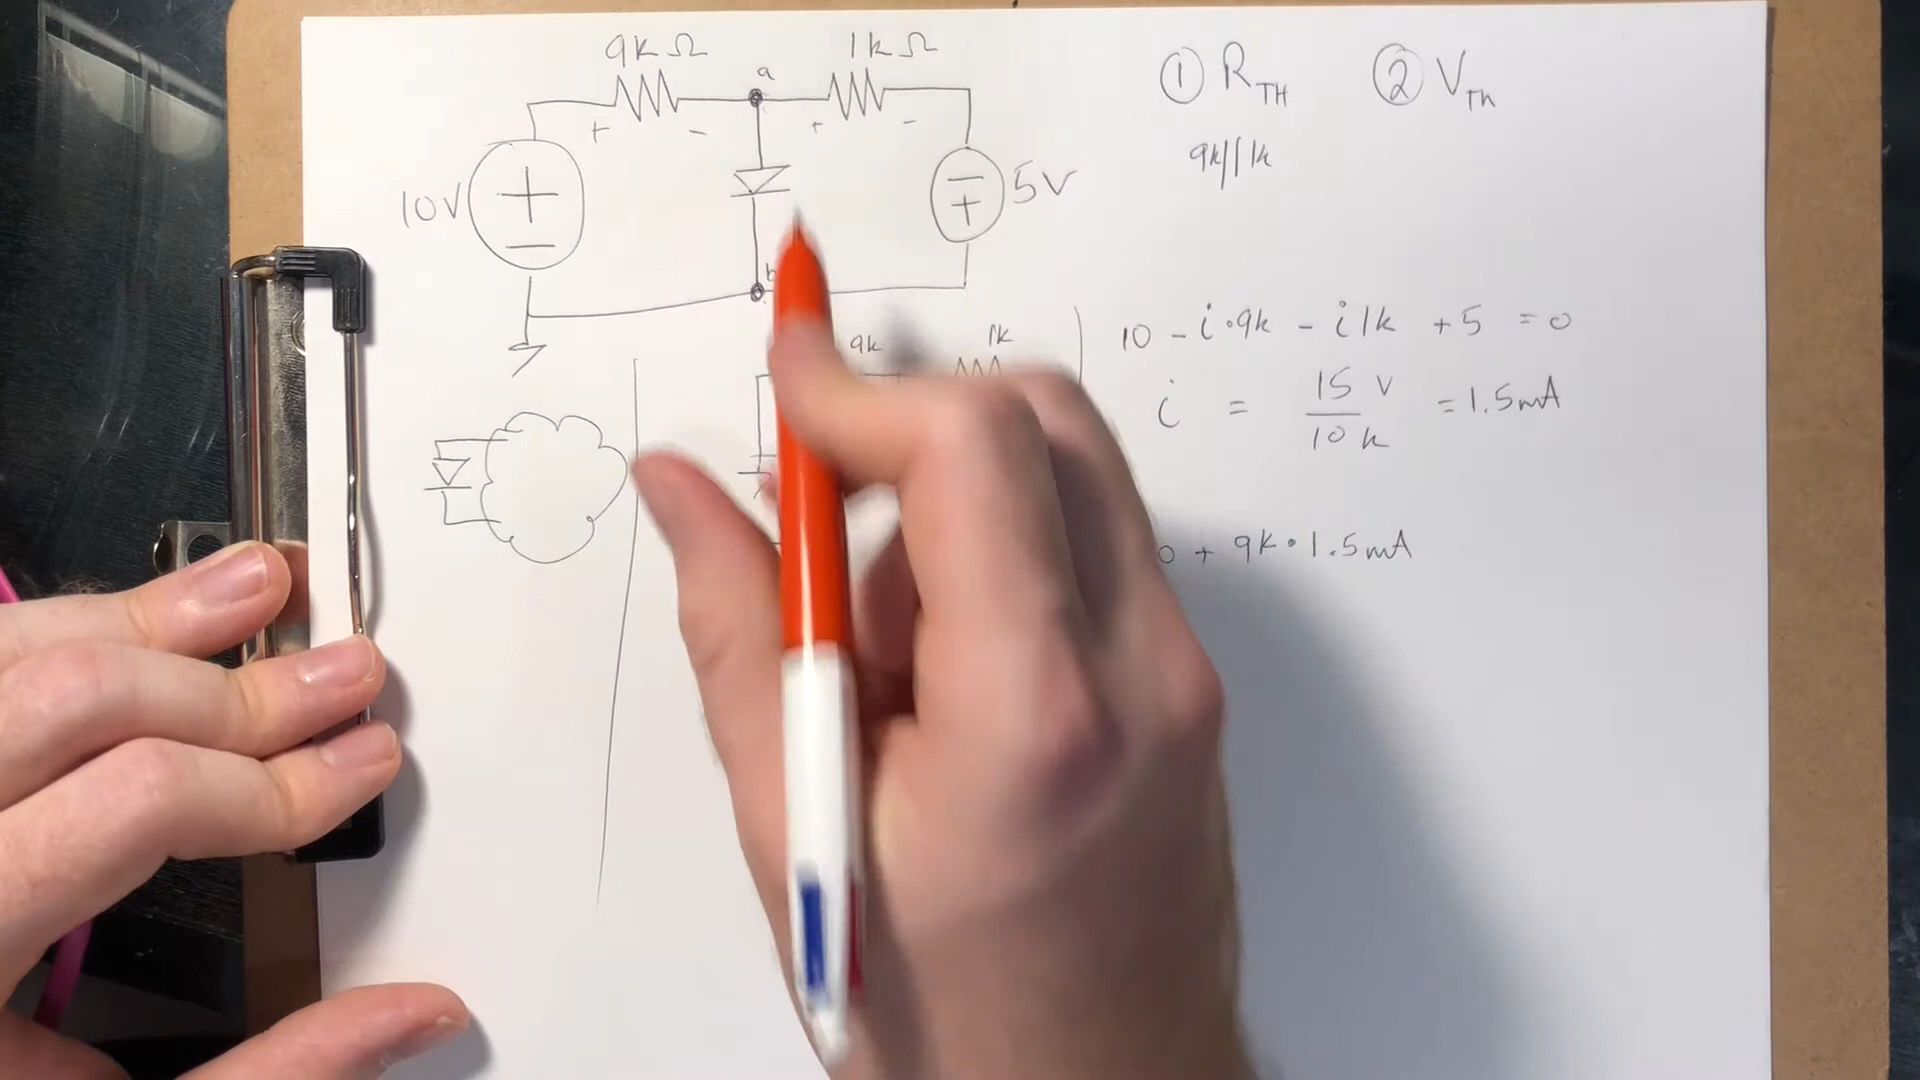 9kΩ 1kΩ
a
+ - + -
10V + - - + 5V
b
9k 1k
① R_TH ② V_Th
9k//1k
10 - i·9k - i1k + 5 = 0
i = 15 V / 10 k = 1.5mA
0 + 9k·1.5mA